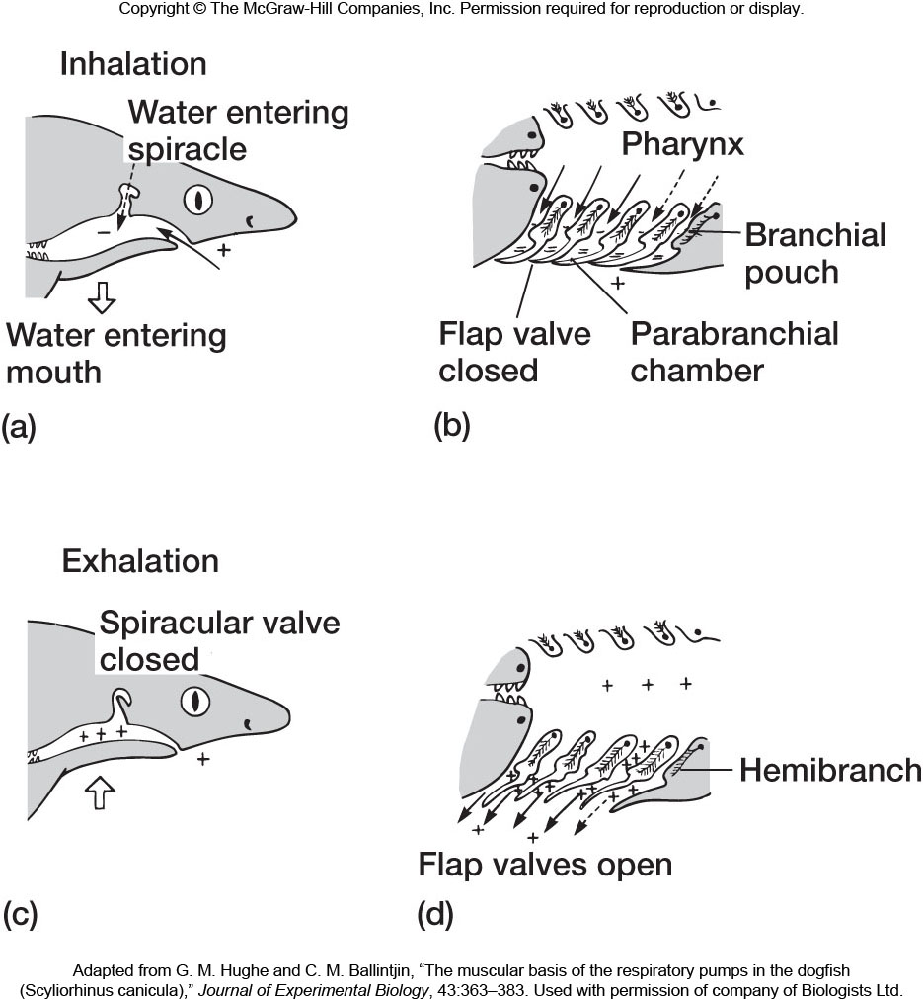 Copyright © The McGraw-Hill Companies, Inc. Permission required for reproduction or display.
Inhalation
Water entering
spiracle
Water entering
mouth
(a)
Pharynx
Branchial
pouch
Flap valve
closed
Parabranchial
chamber
(b)
Exhalation
Spiracular valve
closed
(c)
Hemibranch
Flap valves open
(d)
Adapted from G. M. Hughe and C. M. Ballintjin, “The muscular basis of the respiratory pumps in the dogfish
(Scyliorhinus canicula),” Journal of Experimental Biology, 43:363–383. Used with permission of company of Biologists Ltd.